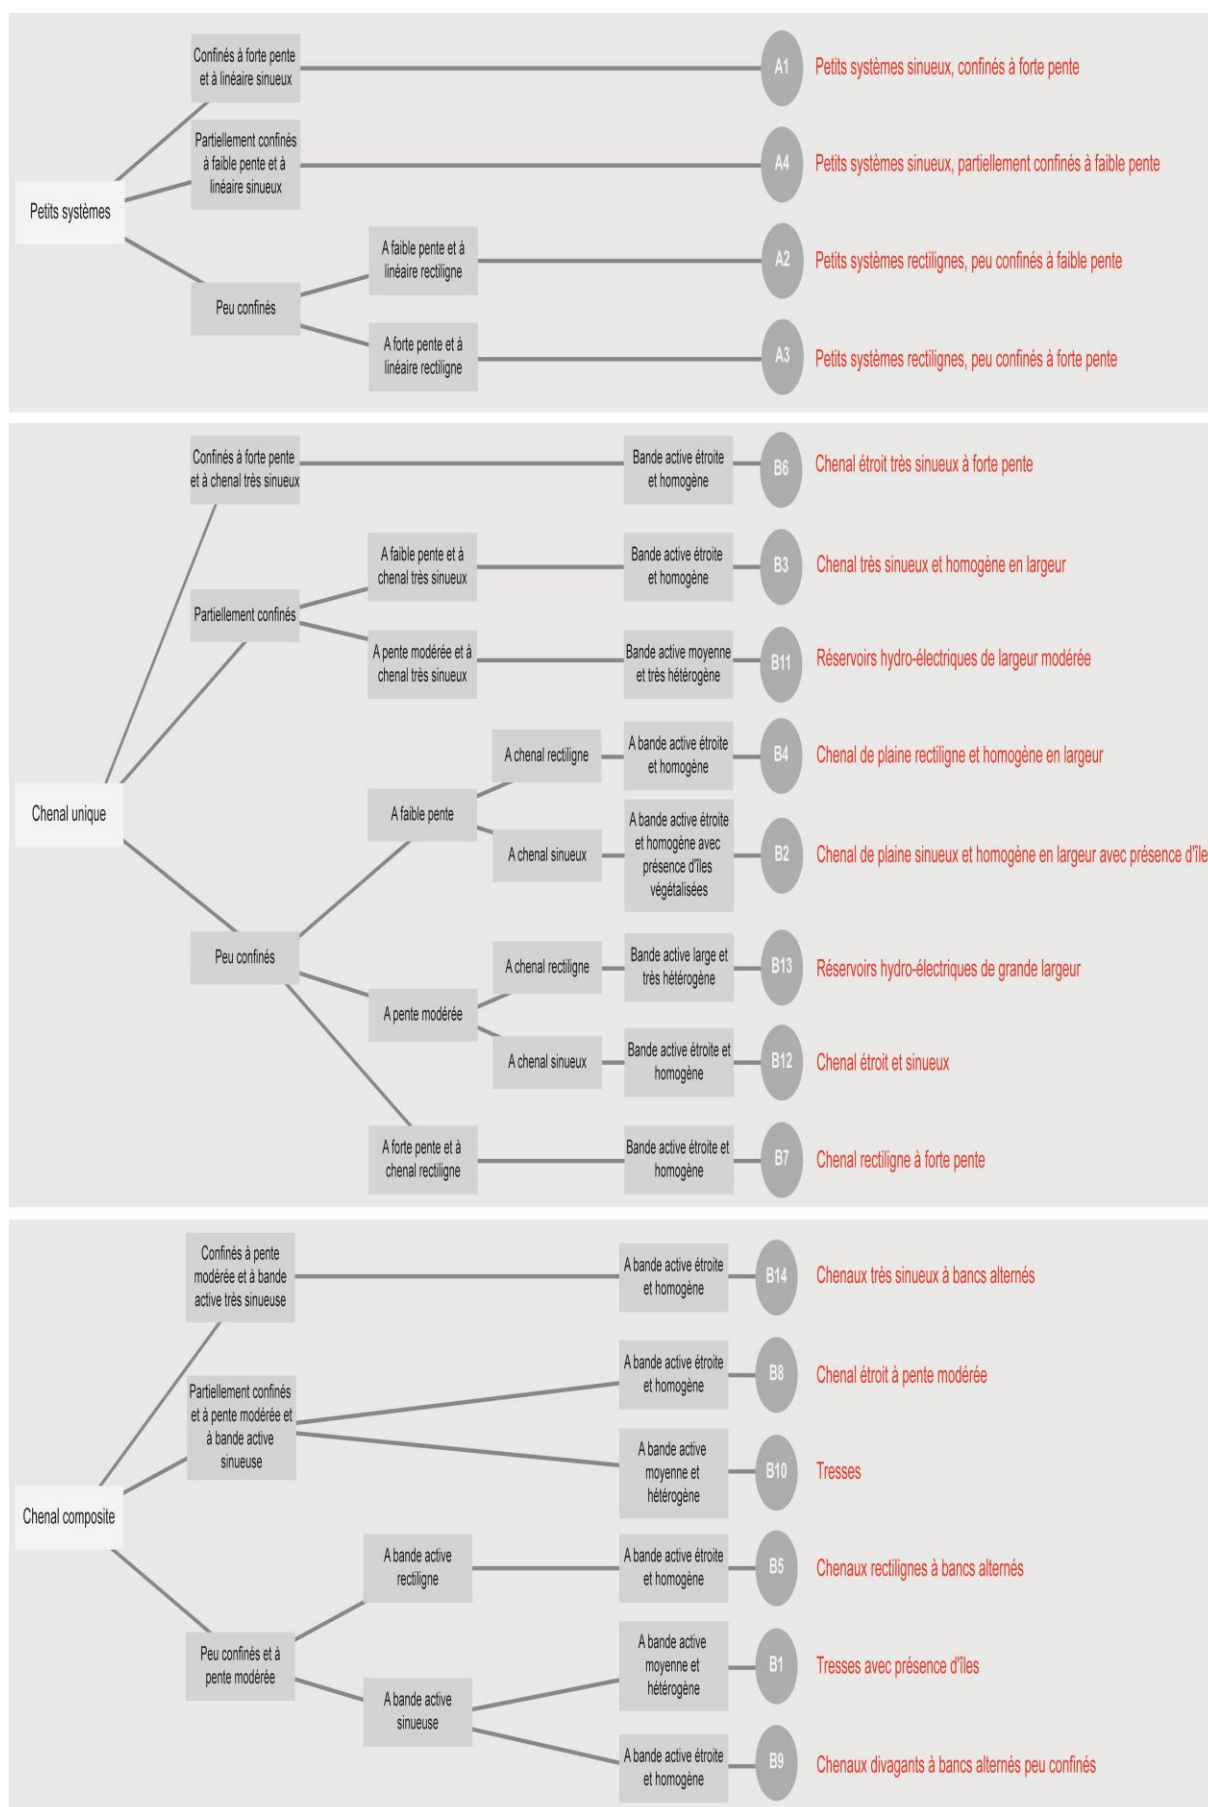 Confinés à forte pente
et à linéaire sinueux
A1
Petits systèmes sinueux, confinés à forte pente
Partiellement confinés
à faible pente et à
linéaire sinueux
A4
Petits systèmes sinueux, partiellement confinés à faible pente
Petits systèmes
A faible pente et à
linéaire rectiligne
A2
Petits systèmes rectilignes, peu confinés à faible pente
Peu confinés
A forte pente et à
linéaire rectiligne
A3
Petits systèmes rectilignes, peu confinés à forte pente
Confinés à forte pente
et à chenal très sinueux
Bande active étroite
et homogène
B6
Chenal étroit très sinueux à forte pente
A faible pente et à
chenal très sinueux
Bande active étroite
et homogène
B3
Chenal très sinueux et homogène en largeur
Partiellement confinés
A pente modérée et à
chenal très sinueux
Bande active moyenne
et très hétérogène
B11
Réservoirs hydro-électriques de largeur modérée
A chenal rectiligne
A bande active étroite
et homogène
B4
Chenal de plaine rectiligne et homogène en largeur
Chenal unique
A faible pente
A chenal sinueux
A bande active étroite
et homogène avec
présence d'îles
végétalisées
B2
Chenal de plaine sinueux et homogène en largeur avec présence d'île
Peu confinés
A chenal rectiligne
Bande active large et
très hétérogène
B13
Réservoirs hydro-électriques de grande largeur
A pente modérée
A chenal sinueux
Bande active étroite et
homogène
B12
Chenal étroit et sinueux
A forte pente et à
chenal rectiligne
Bande active étroite et
homogène
B7
Chenal rectiligne à forte pente
Confinés à pente
modérée et à bande
active très sinueuse
A bande active étroite
et homogène
B14
Chenaux très sinueux à bancs alternés
Partiellement confinés
et à pente modérée et
à bande active
sinueuse
A bande active étroite
et homogène
B8
Chenal étroit à pente modérée
A bande active
moyenne et
hétérogène
B10
Tresses
Chenal composite
A bande active
rectiligne
A bande active étroite
et homogène
B5
Chenaux rectilignes à bancs alternés
Peu confinés et à
pente modérée
A bande active
moyenne et
hétérogène
B1
Tresses avec présence d'îles
A bande active
sinueuse
A bande active étroite
et homogène
B9
Chenaux divagants à bancs alternés peu confinés